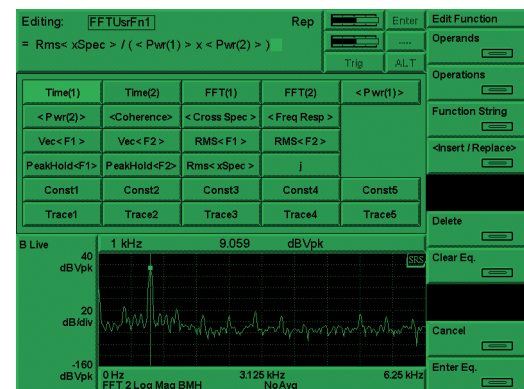 Editing: FFTUsrFn1 Rep Enter
= Rms< xSpec > / ( < Pwr(1) > x < Pwr(2) > ) ----
Trig ALT
Time(1) Time(2) FFT(1) FFT(2) <Pwr(1)>
<Pwr(2)> <Coherence> <Cross Spec> <Freq Resp>
Vec<F1> Vec<F2> RMS<F1> RMS<F2>
PeakHold<F1> PeakHold<F2> Rms< xSpec > j
Const1 Const2 Const3 Const4 Const5
Trace1 Trace2 Trace3 Trace4 Trace5
B Live 1 kHz 9.059 dBVpk
40
dBVpk
SRS
20
dB/div
-160
dBVpk
0 Hz 3.125 kHz 6.25 kHz
FFT 2 Log Mag BMH No Avg
Edit Function
Operands
Operations
Function String
<Insert / Replace>
Delete
Clear Eq.
Cancel
Enter Eq.